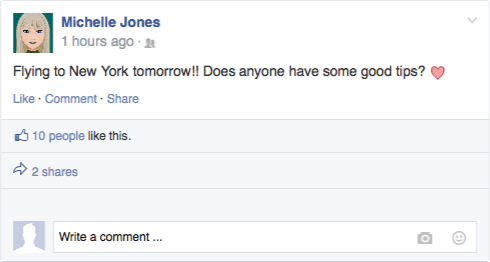 Michelle Jones
1 hours ago ·
Flying to New York tomorrow!! Does anyone have some good tips?
Like · Comment · Share
10 people like this.
2 shares
Write a comment ...